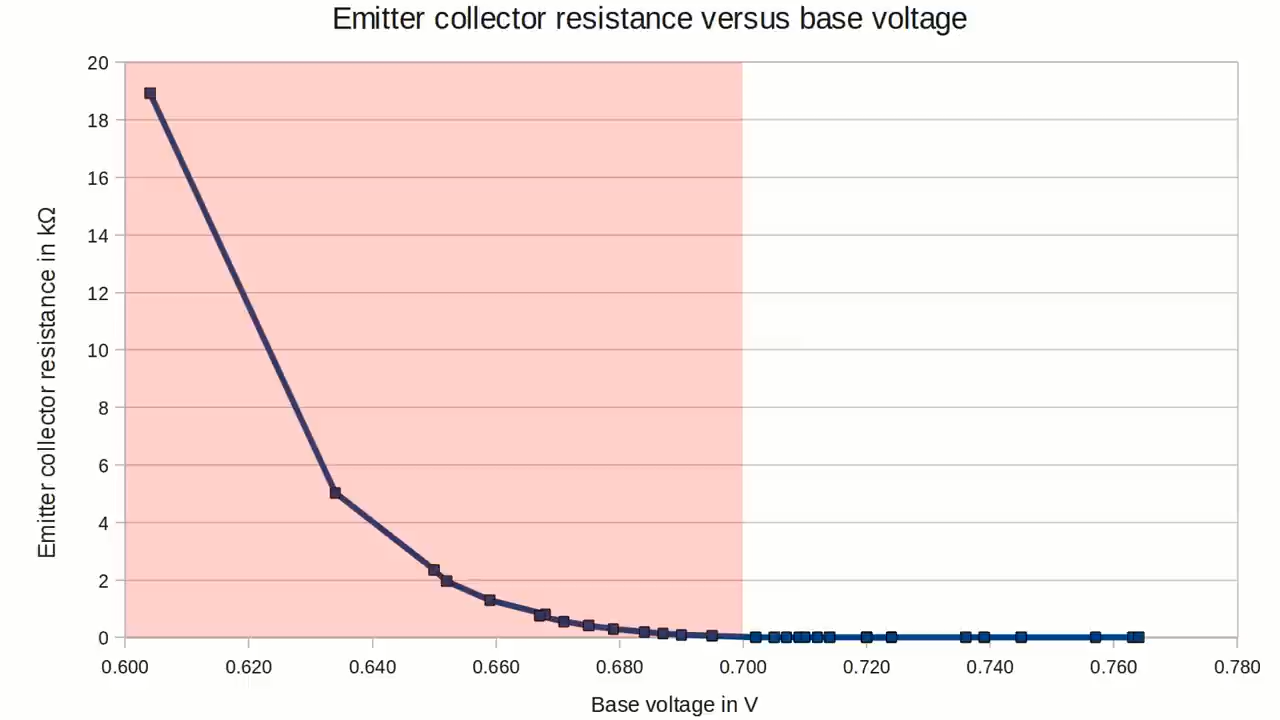 Emitter collector resistance versus base voltage
Emitter collector resistance in kΩ
20
18
16
14
12
10
8
6
4
2
0
0.600 0.620 0.640 0.660 0.680 0.700 0.720 0.740 0.760 0.780
Base voltage in V